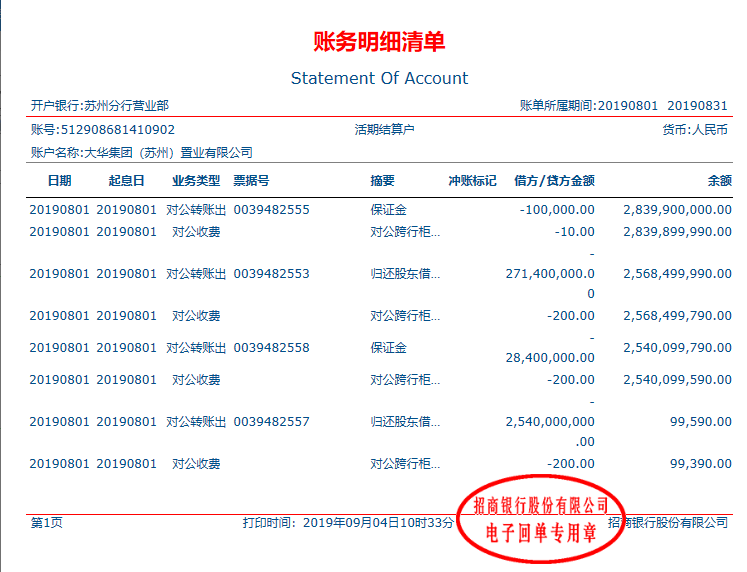 账务明细清单
Statement Of Account
开户银行:苏州分行营业部 账单所属期间:20190801 20190831
账号:512908681410902 活期结算户 货币:人民币
账户名称:大华集团（苏州）置业有限公司
日期 起息日 业务类型 票据号 摘要 冲账标记 借方/贷方金额 余额
20190801 20190801 对公转账出 0039482555 保证金 -100,000.00 2,839,900,000.00
20190801 20190801 对公收费 对公跨行柜... -10.00 2,839,899,990.00
-
20190801 20190801 对公转账出 0039482553 归还股东借... 271,400,000.0 2,568,499,990.00
0
20190801 20190801 对公收费 对公跨行柜... -200.00 2,568,499,790.00
-
20190801 20190801 对公转账出 0039482558 保证金 2,540,099,790.00
28,400,000.00
20190801 20190801 对公收费 对公跨行柜... -200.00 2,540,099,590.00
-
20190801 20190801 对公转账出 0039482557 归还股东借... 2,540,000,000 99,590.00
.00
20190801 20190801 对公收费 对公跨行柜... -200.00 99,390.00
招商银行股份有限公司
电子回单专用章
第1页 打印时间：2019年09月04日10时33分 招商银行股份有限公司